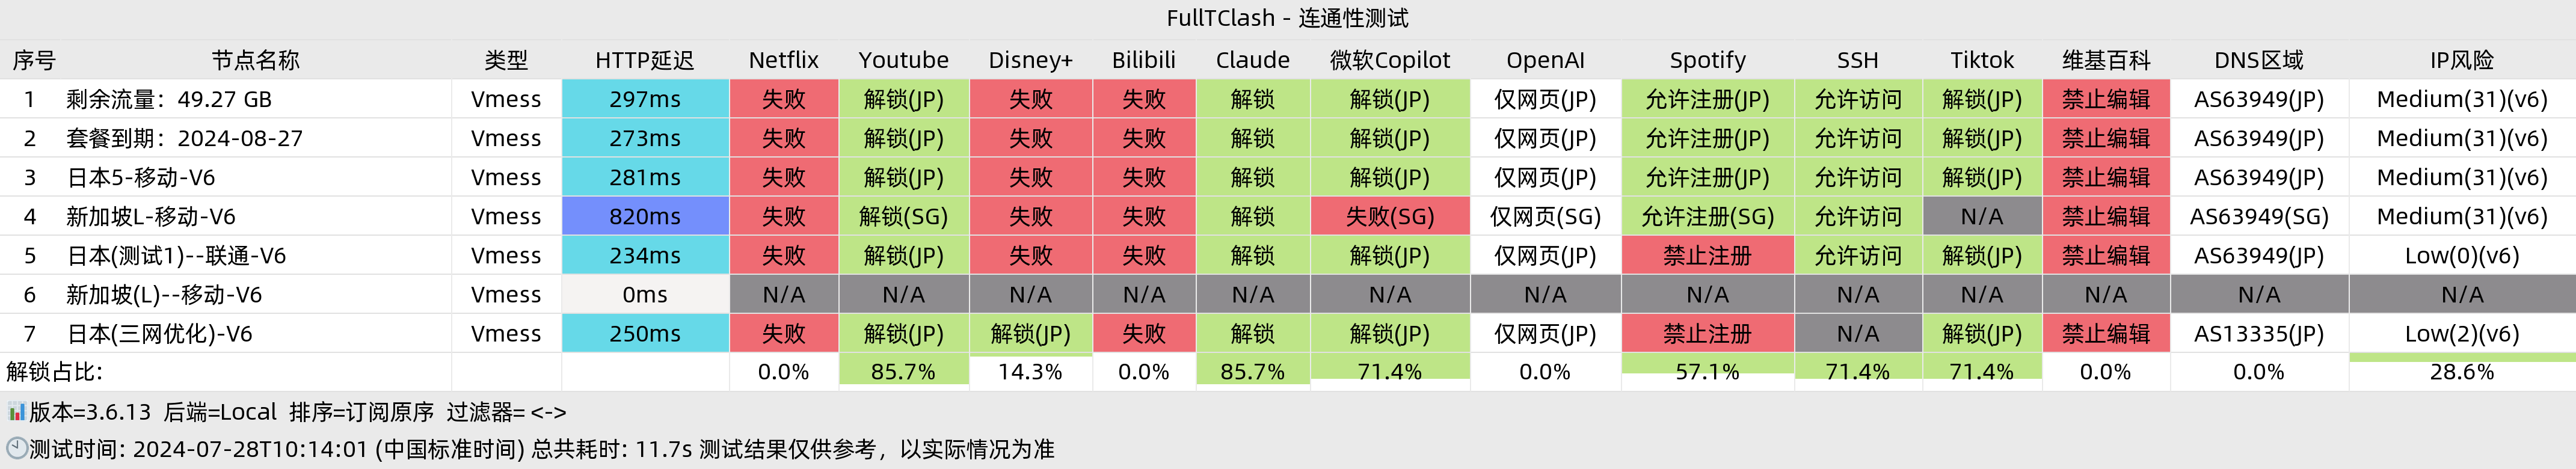 FullTClash - 连通性测试
序号 节点名称 类型 HTTP延迟 Netflix Youtube Disney+ Bilibili Claude 微软Copilot OpenAI Spotify SSH Tiktok 维基百科 DNS区域 IP风险
1 剩余流量：49.27 GB Vmess 297ms 失败 解锁(JP) 失败 失败 解锁 解锁(JP) 仅网页(JP) 允许注册(JP) 允许访问 解锁(JP) 禁止编辑 AS63949(JP) Medium(31)(v6)
2 套餐到期：2024-08-27 Vmess 273ms 失败 解锁(JP) 失败 失败 解锁 解锁(JP) 仅网页(JP) 允许注册(JP) 允许访问 解锁(JP) 禁止编辑 AS63949(JP) Medium(31)(v6)
3 日本5-移动-V6 Vmess 281ms 失败 解锁(JP) 失败 失败 解锁 解锁(JP) 仅网页(JP) 允许注册(JP) 允许访问 解锁(JP) 禁止编辑 AS63949(JP) Medium(31)(v6)
4 新加坡L-移动-V6 Vmess 820ms 失败 解锁(SG) 失败 失败 解锁 失败(SG) 仅网页(SG) 允许注册(SG) 允许访问 N/A 禁止编辑 AS63949(SG) Medium(31)(v6)
5 日本(测试1)--联通-V6 Vmess 234ms 失败 解锁(JP) 失败 失败 解锁 解锁(JP) 仅网页(JP) 禁止注册 允许访问 解锁(JP) 禁止编辑 AS63949(JP) Low(0)(v6)
6 新加坡(L)--移动-V6 Vmess 0ms N/A N/A N/A N/A N/A N/A N/A N/A N/A N/A N/A N/A N/A
7 日本(三网优化)-V6 Vmess 250ms 失败 解锁(JP) 解锁(JP) 失败 解锁 解锁(JP) 仅网页(JP) 禁止注册 N/A 解锁(JP) 禁止编辑 AS13335(JP) Low(2)(v6)
解锁占比: 0.0% 85.7% 14.3% 0.0% 85.7% 71.4% 0.0% 57.1% 71.4% 71.4% 0.0% 0.0% 28.6%
📊版本=3.6.13 后端=Local 排序=订阅原序 过滤器= <->
🕙测试时间: 2024-07-28T10:14:01 (中国标准时间) 总共耗时: 11.7s 测试结果仅供参考，以实际情况为准